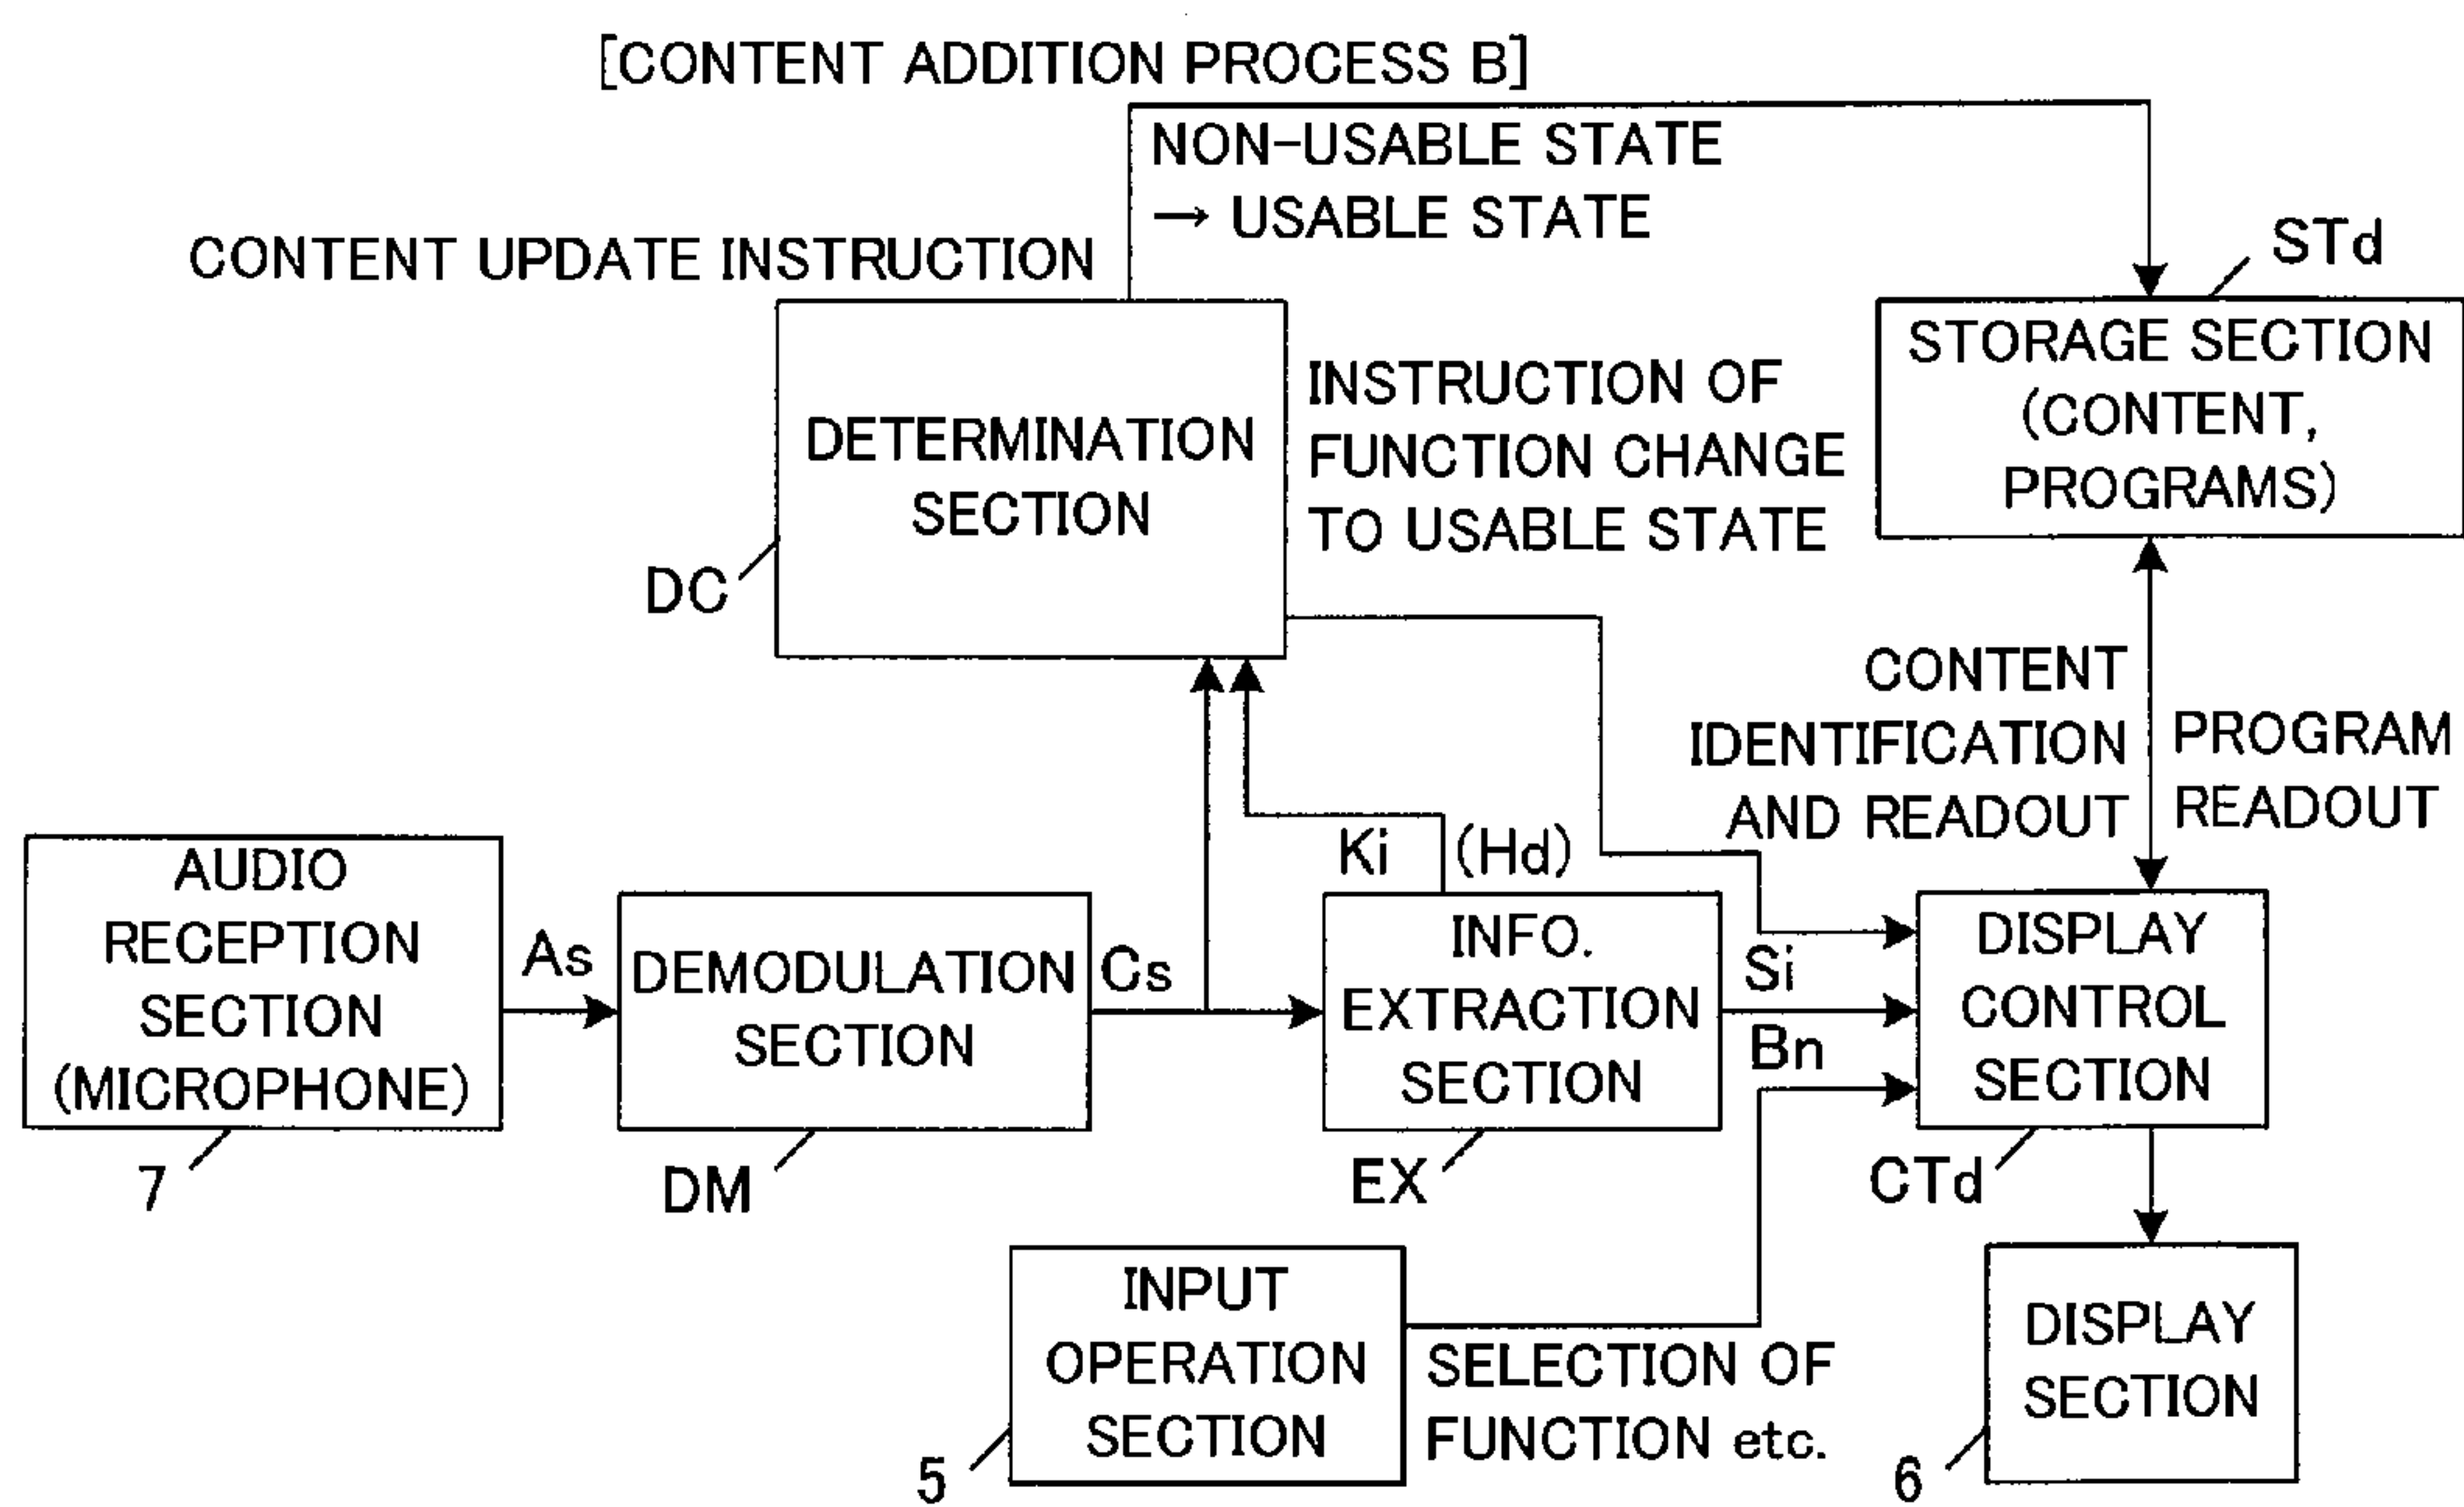 [CONTENT ADDITION PROCESS B]
NON-USABLE STATE
→ USABLE STATE
CONTENT UPDATE INSTRUCTION
STd
STORAGE SECTION
(CONTENT,
PROGRAMS)
DETERMINATION
SECTION
DC
INSTRUCTION OF
FUNCTION CHANGE
TO USABLE STATE
CONTENT
IDENTIFICATION
AND READOUT
PROGRAM
READOUT
Ki (Hd)
AUDIO
RECEPTION
SECTION
(MICROPHONE)
7
As
DEMODULATION
SECTION
DM
Cs
INFO.
EXTRACTION
SECTION
EX
Si
Bn
DISPLAY
CONTROL
SECTION
CTd
INPUT
OPERATION
SECTION
5
SELECTION OF
FUNCTION etc.
DISPLAY
SECTION
6